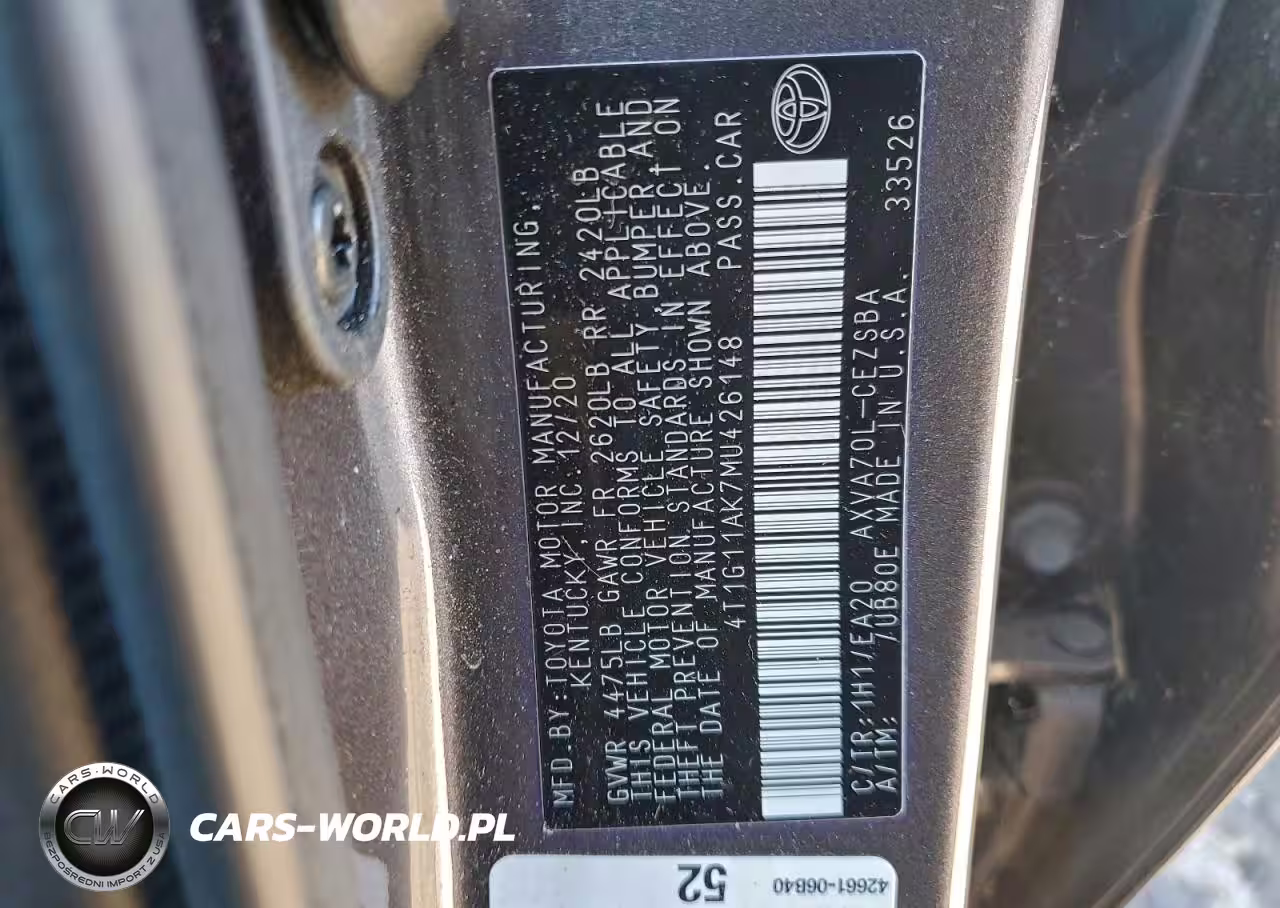 MFD.BY:TOYOTA MOTOR MANUFACTURING.
KENTUCKY, INC. 12/20
GVWR 4475LB GAWR FR 2620LB RR 2420LB
THIS VEHICLE CONFORMS TO ALL APPLICABLE
FEDERAL MOTOR VEHICLE SAFETY, BUMPER AND
THEFT PREVENTION STANDARDS IN EFFECT ON
THE DATE OF MANUFACTURE SHOWN ABOVE.
4T1G11AK7MU426148 PASS.CAR
C/TR:1H1/EA20 AXVA70L-CEZSBA
A/TM: 70B80E MADE IN U.S.A. 33526
52
42661-06B40
CARS-WORLD
CW
BEZPOŚREDNI IMPORT Z USA
CARS-WORLD.PL